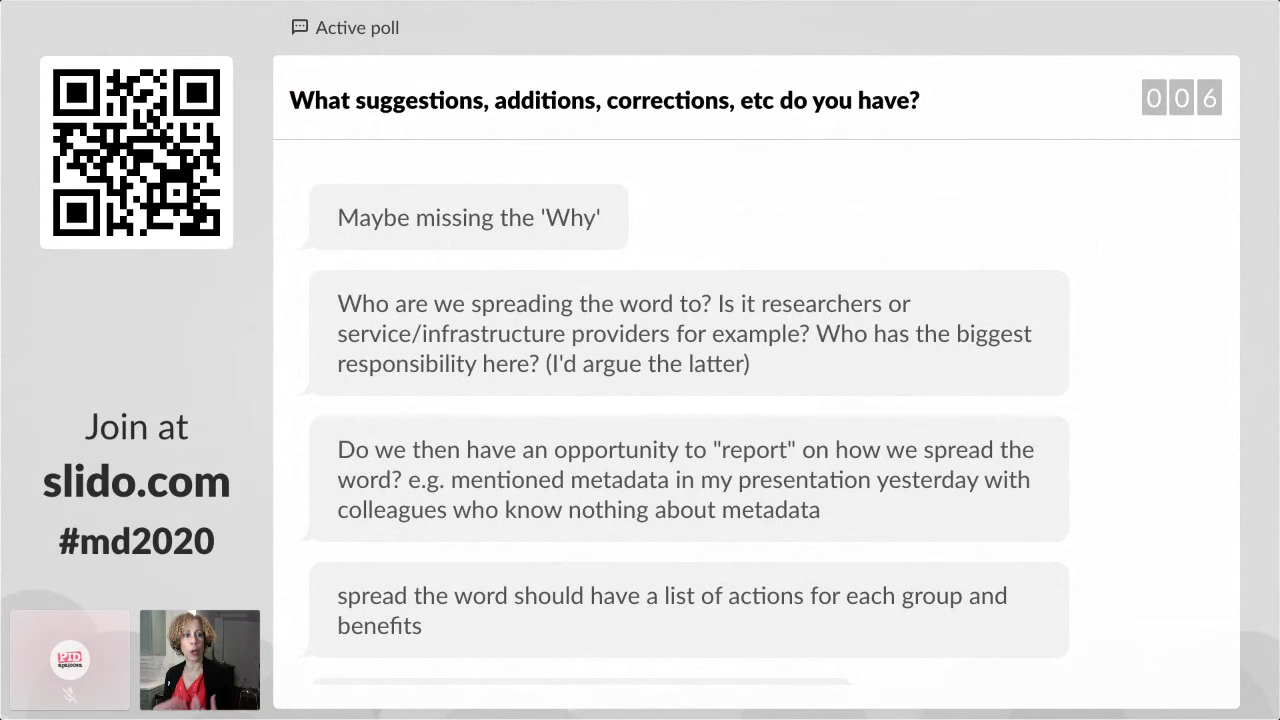 Active poll
What suggestions, additions, corrections, etc do you have?
006
Maybe missing the 'Why'
Who are we spreading the word to? Is it researchers or
service/infrastructure providers for example? Who has the biggest
responsibility here? (I'd argue the latter)
Do we then have an opportunity to "report" on how we spread the
word? e.g. mentioned metadata in my presentation yesterday with
colleagues who know nothing about metadata
spread the word should have a list of actions for each group and
benefits
Join at
slido.com
#md2020
PID
apalooza